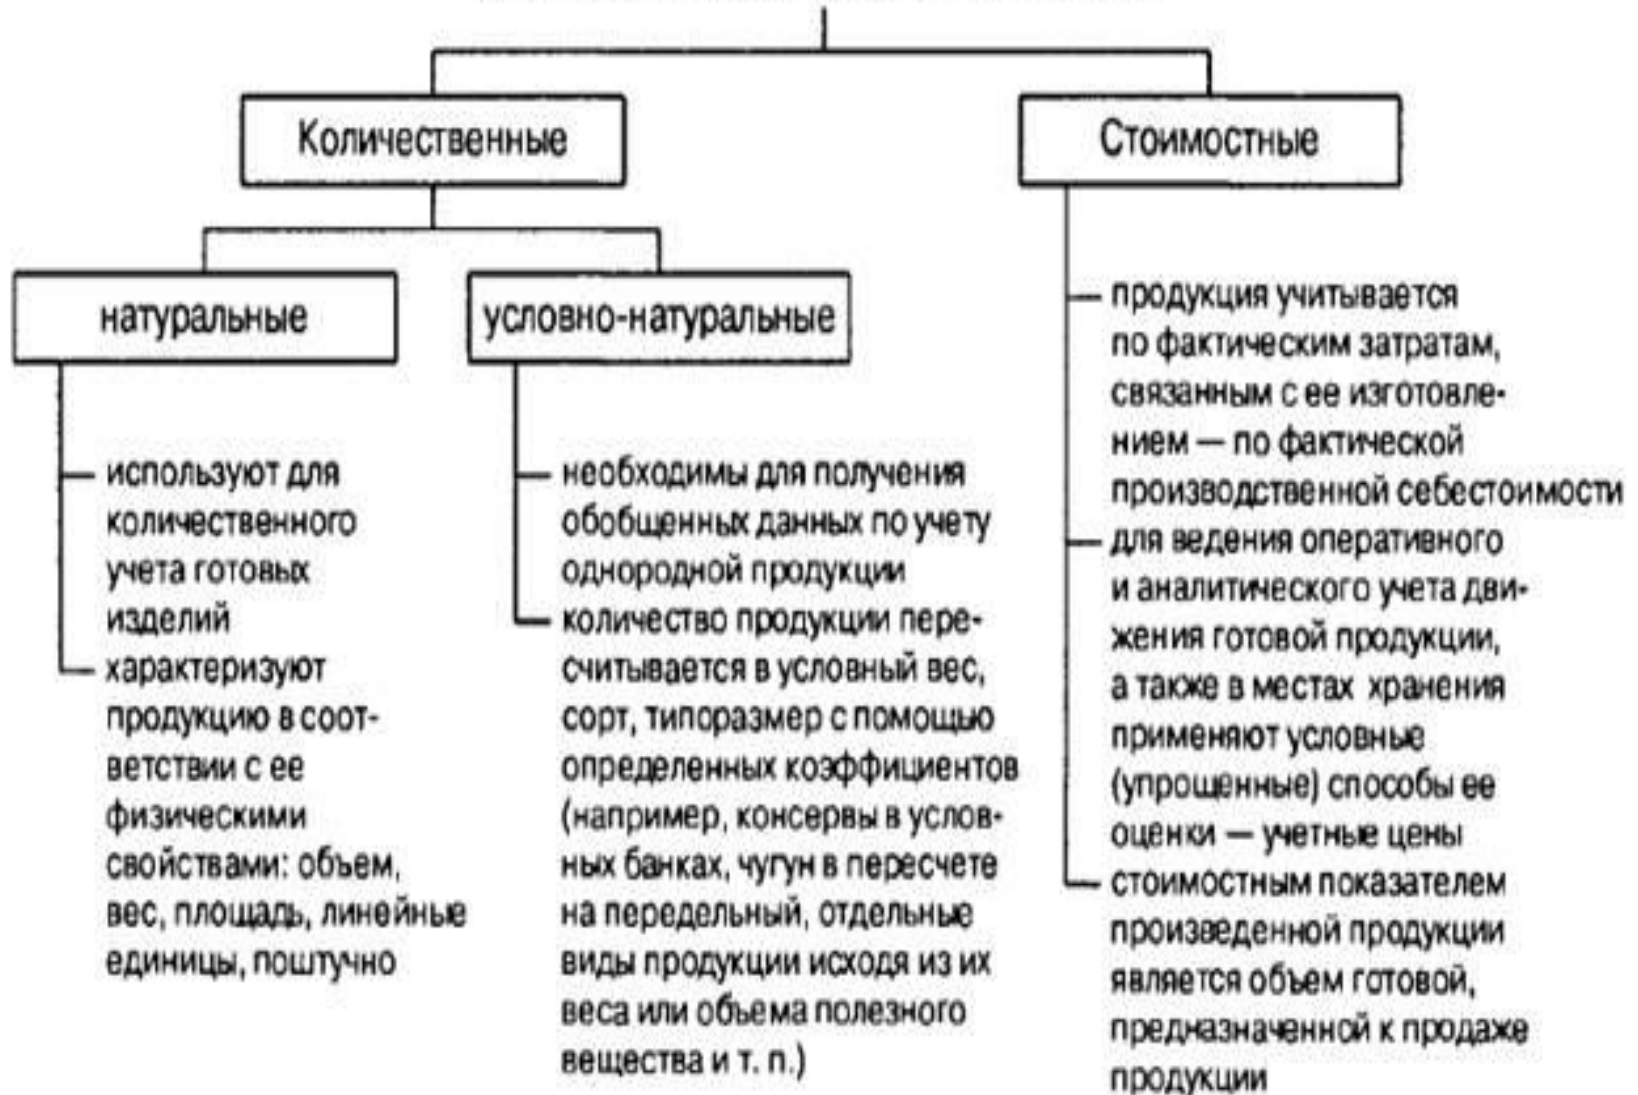 Количественные
Стоимостные
натуральные
условно-натуральные
используют для
количественного
учета готовых
изделий
характеризуют
продукцию в соот-
ветствии с ее
физическими
свойствами: объем,
вес, площадь, линейные
единицы, поштучно
необходимы для получения
обобщенных данных по учету
однородной продукции
количество продукции пере-
считывается в условный вес,
сорт, типоразмер с помощью
определенных коэффициентов
(например, консервы в услов-
ных банках, чугун в пересчете
на передельный, отдельные
виды продукции исходя из их
веса или объема полезного
вещества и т. п.)
продукция учитывается
по фактическим затратам,
связанным с ее изготовле-
нием — по фактической
производственной себестоимости
для ведения оперативного
и аналитического учета дви-
жения готовой продукции,
а также в местах хранения
применяют условные
(упрощенные) способы ее
оценки — учетные цены
стоимостным показателем
произведенной продукции
является объем готовой,
предназначенной к продаже
продукции